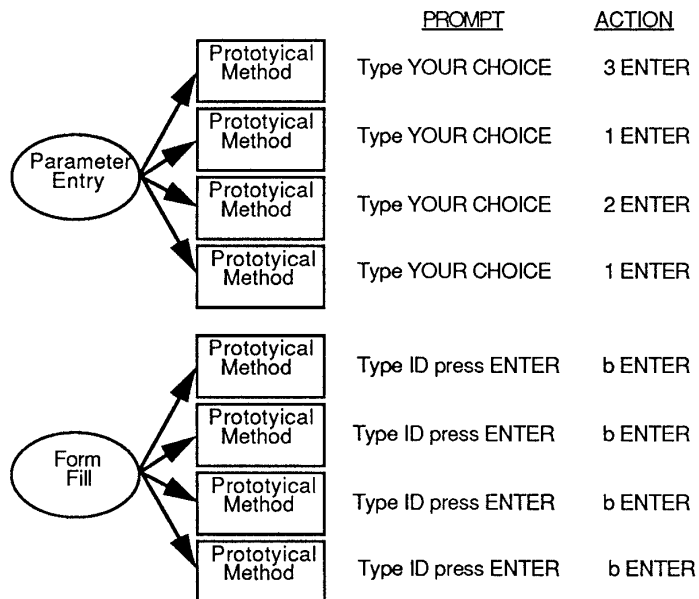 PROMPT ACTION
Prototyical
Method
Type YOUR CHOICE 3 ENTER
Prototyical
Method
Type YOUR CHOICE 1 ENTER
Parameter
Entry
Prototyical
Method
Type YOUR CHOICE 2 ENTER
Prototyical
Method
Type YOUR CHOICE 1 ENTER
Prototyical
Method
Type ID press ENTER b ENTER
Prototyical
Method
Type ID press ENTER b ENTER
Form
Fill
Prototyical
Method
Type ID press ENTER b ENTER
Prototyical
Method
Type ID press ENTER b ENTER